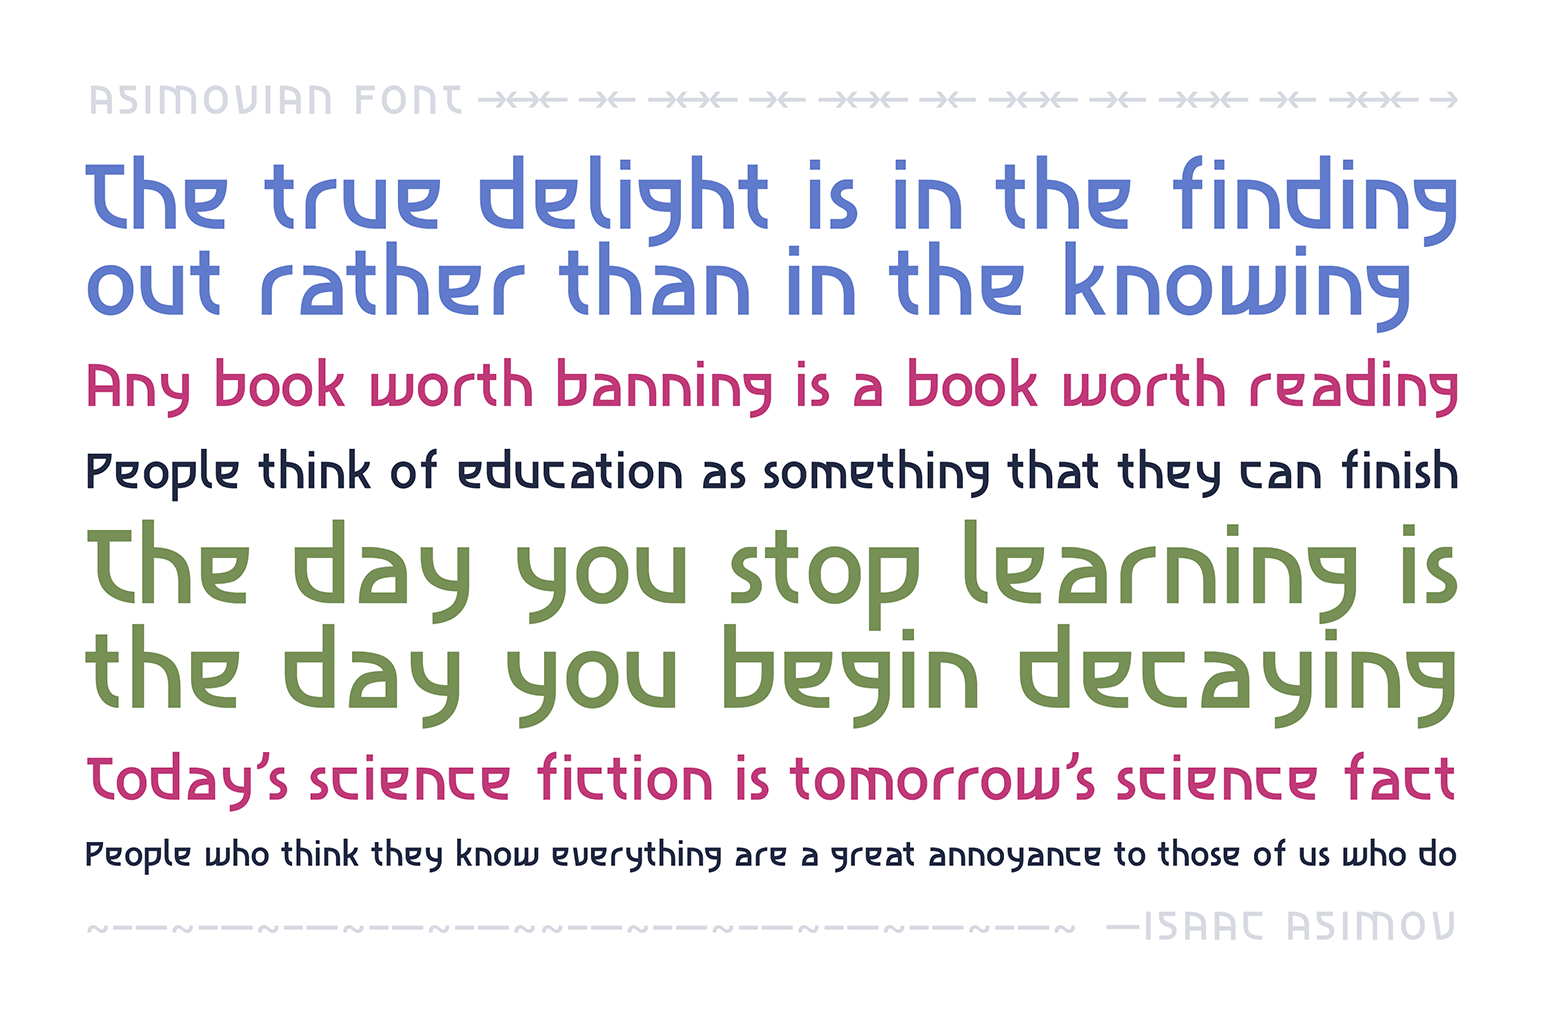 ASIMOVIAN FONT →←→← →← →←→← →← →←→← →← →←→← →← →←→← →← →←→← →
The true delight is in the finding
out rather than in the knowing
Any book worth banning is a book worth reading
People think of education as something that they can finish
The day you stop learning is
the day you begin decaying
Today’s science fiction is tomorrow’s science fact
People who think they know everything are a great annoyance to those of us who do
~–—~–—~–—~–—~–—~~–—~–—~–—~–—~–—~–—~ —ISAAC ASIMOV